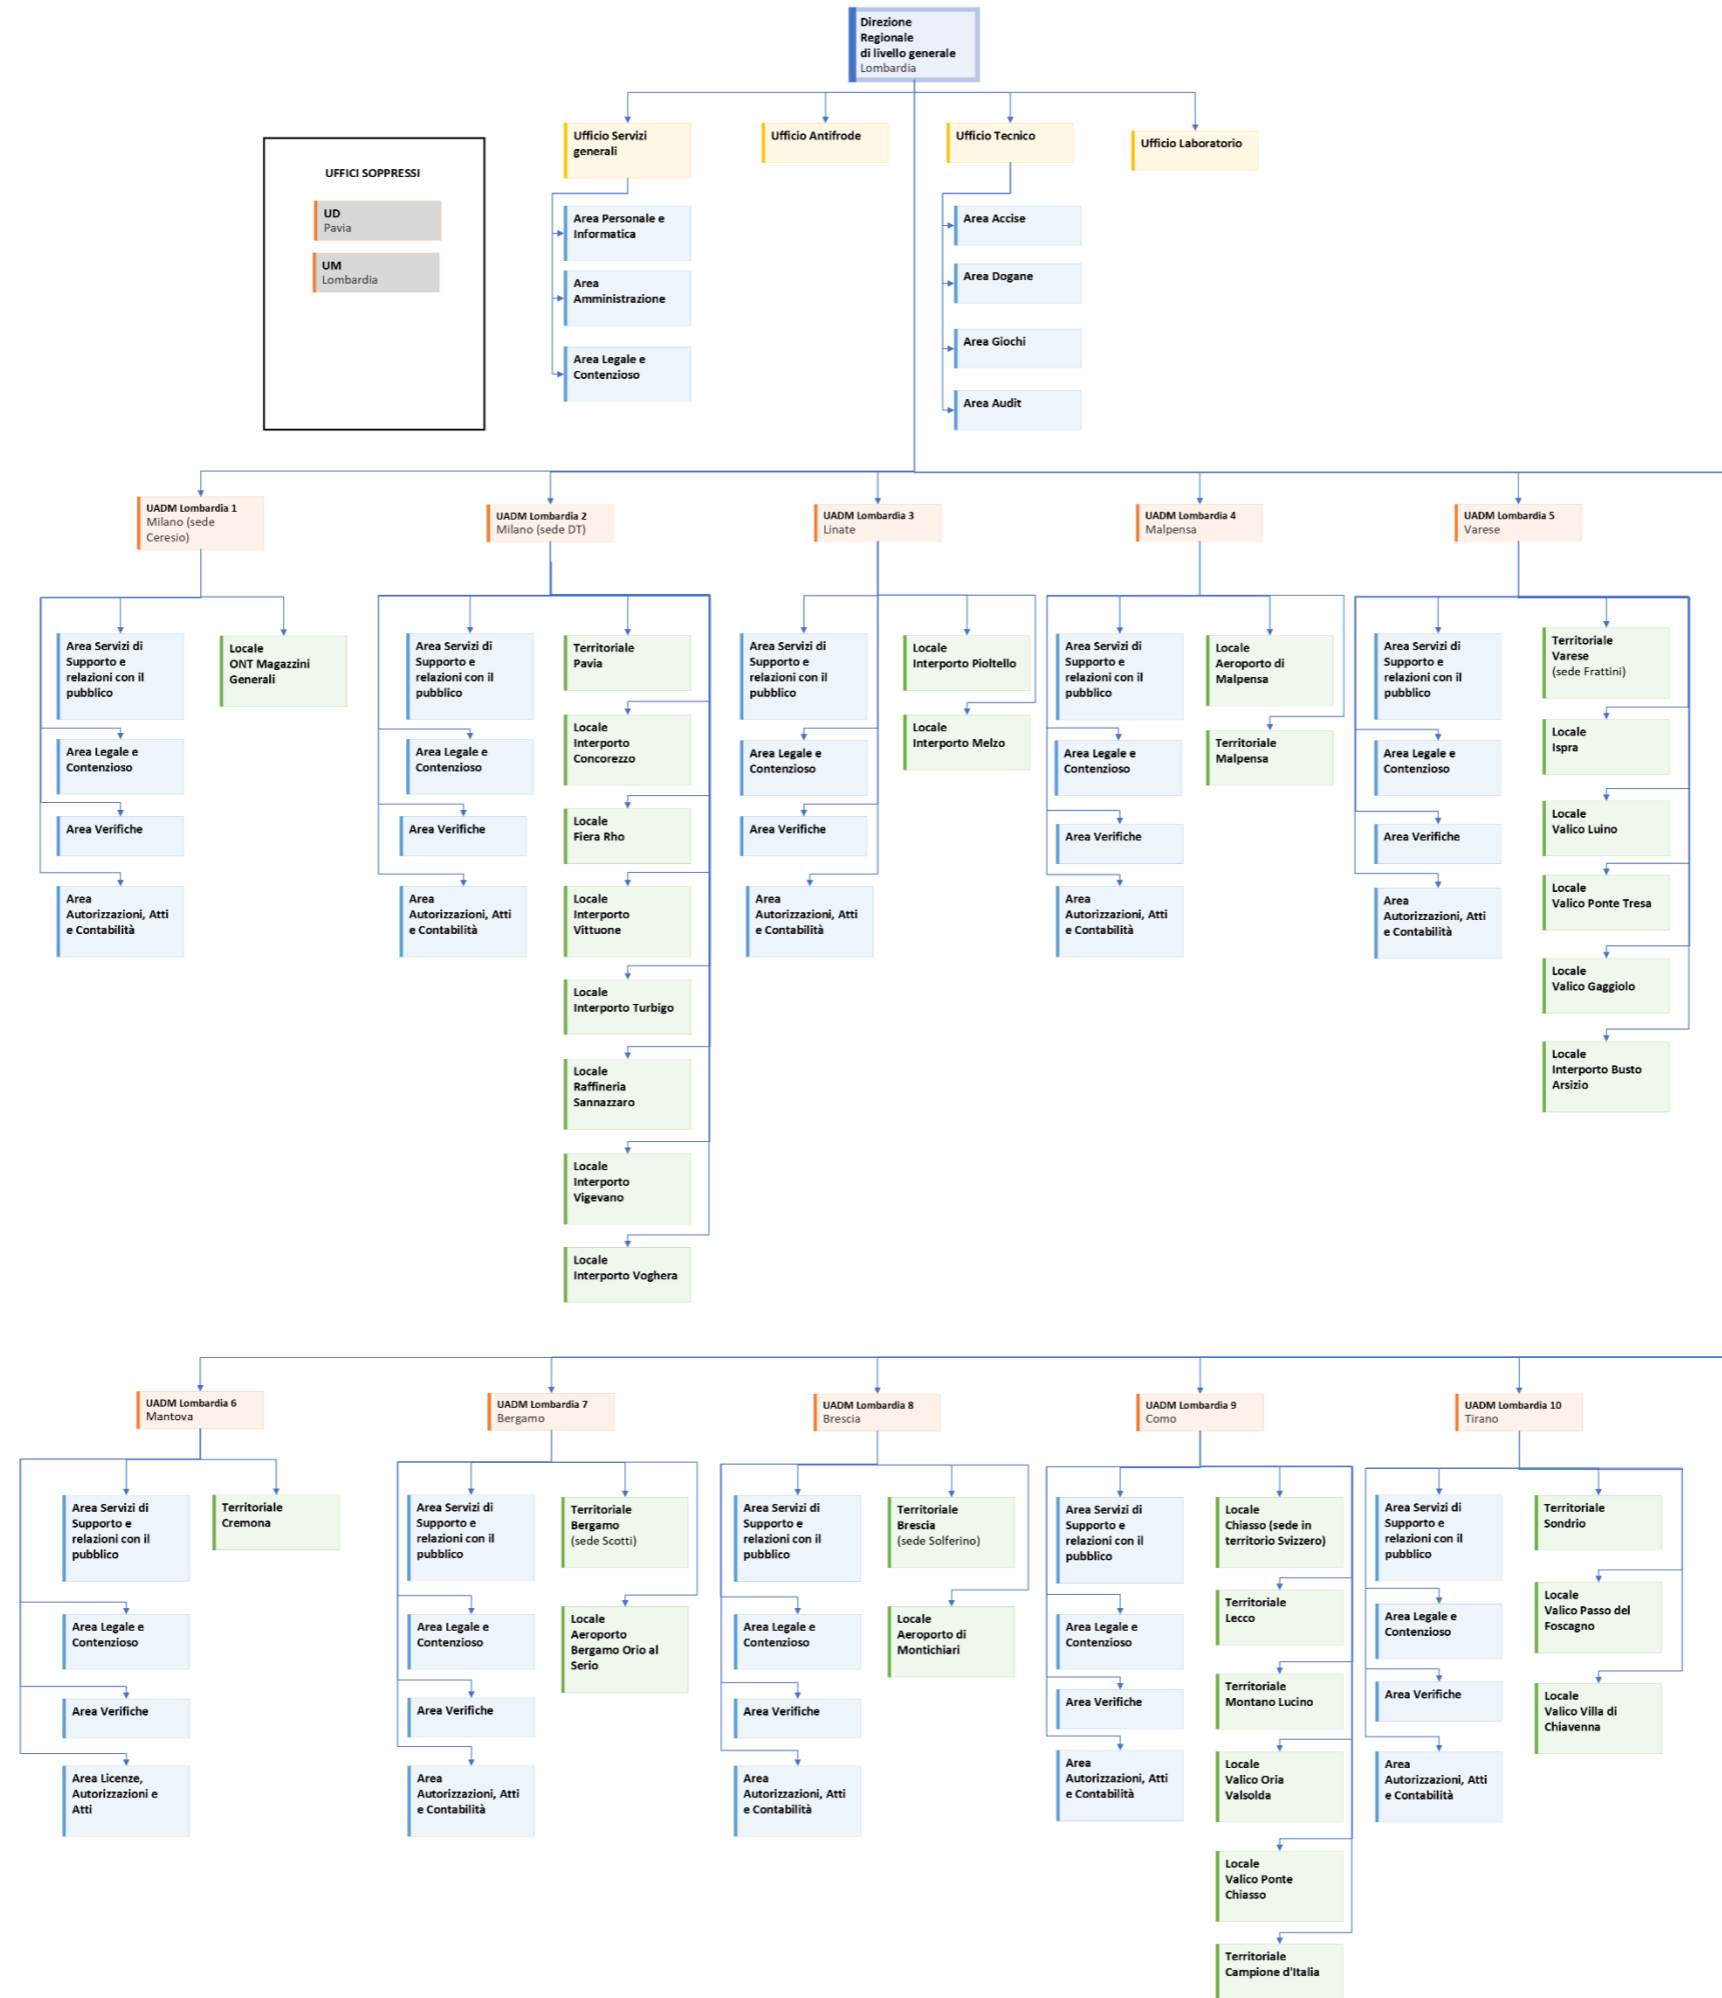 Direzione
Regionale
di livello generale
Lombardia
Ufficio Servizi
generali
Ufficio Antifrode
Ufficio Tecnico
Ufficio Laboratorio
UFFICI SOPPRESSI
UD
Pavia
UM
Lombardia
Area Personale e
Informatica
Area
Amministrazione
Area Legale e
Contenzioso
Area Accise
Area Dogane
Area Giochi
Area Audit
UADM Lombardia 1
Milano (sede
Ceresio)
UADM Lombardia 2
Milano (sede DT)
UADM Lombardia 3
Linate
UADM Lombardia 4
Malpensa
UADM Lombardia 5
Varese
Area Servizi di
Supporto e
relazioni con il
pubblico
Area Legale e
Contenzioso
Area Verifiche
Area
Autorizzazioni, Atti
e Contabilità
Locale
ONT Magazzini
Generali
Area Servizi di
Supporto e
relazioni con il
pubblico
Area Legale e
Contenzioso
Area Verifiche
Area
Autorizzazioni, Atti
e Contabilità
Territoriale
Pavia
Locale
Interporto
Concorezzo
Locale
Fiera Rho
Locale
Interporto
Vittuone
Locale
Interporto Turbigo
Locale
Raffineria
Sannazzaro
Locale
Interporto
Vigevano
Locale
Interporto Voghera
Area Servizi di
Supporto e
relazioni con il
pubblico
Area Legale e
Contenzioso
Area Verifiche
Area
Autorizzazioni, Atti
e Contabilità
Locale
Interporto Pioltello
Locale
Interporto Melzo
Area Servizi di
Supporto e
relazioni con il
pubblico
Area Legale e
Contenzioso
Area Verifiche
Area
Autorizzazioni, Atti
e Contabilità
Locale
Aeroporto di
Malpensa
Territoriale
Malpensa
Area Servizi di
Supporto e
relazioni con il
pubblico
Area Legale e
Contenzioso
Area Verifiche
Area
Autorizzazioni, Atti
e Contabilità
Territoriale
Varese
(sede Frattini)
Locale
Ispra
Locale
Valico Luino
Locale
Valico Ponte Tresa
Locale
Valico Gaggiolo
Locale
Interporto Busto
Arsizio
UADM Lombardia 6
Mantova
UADM Lombardia 7
Bergamo
UADM Lombardia 8
Brescia
UADM Lombardia 9
Como
UADM Lombardia 10
Tirano
Area Servizi di
Supporto e
relazioni con il
pubblico
Area Legale e
Contenzioso
Area Verifiche
Area Licenze,
Autorizzazioni e
Atti
Territoriale
Cremona
Area Servizi di
Supporto e
relazioni con il
pubblico
Area Legale e
Contenzioso
Area Verifiche
Area
Autorizzazioni, Atti
e Contabilità
Territoriale
Bergamo
(sede Scotti)
Locale
Aeroporto
Bergamo Orio al
Serio
Area Servizi di
Supporto e
relazioni con il
pubblico
Area Legale e
Contenzioso
Area Verifiche
Area
Autorizzazioni, Atti
e Contabilità
Territoriale
Brescia
(sede Solferino)
Locale
Aeroporto di
Montichiari
Area Servizi di
Supporto e
relazioni con il
pubblico
Area Legale e
Contenzioso
Area Verifiche
Area
Autorizzazioni, Atti
e Contabilità
Locale
Chiasso (sede in
territorio Svizzero)
Territoriale
Lecco
Territoriale
Montano Lucino
Locale
Valico Oria
Valsolda
Locale
Valico Ponte
Chiasso
Territoriale
Campione d'Italia
Area Servizi di
Supporto e
relazioni con il
pubblico
Area Legale e
Contenzioso
Area Verifiche
Area
Autorizzazioni, Atti
e Contabilità
Territoriale
Sondrio
Locale
Valico Passo del
Foscagno
Locale
Valico Villa di
Chiavenna